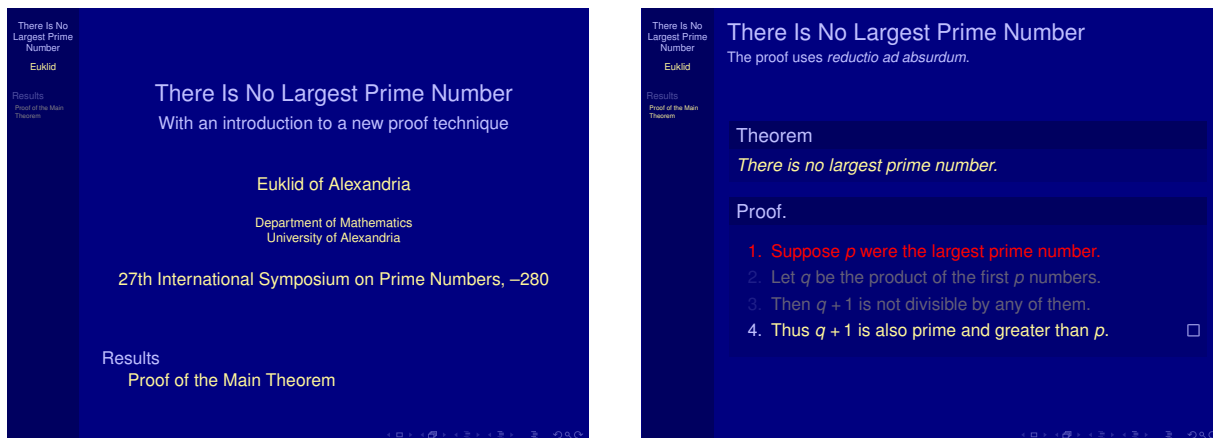 There Is No
Largest Prime
Number
Euklid
Results
Proof of the Main
Theorem
There Is No Largest Prime Number
With an introduction to a new proof technique
Euklid of Alexandria
Department of Mathematics
University of Alexandria
27th International Symposium on Prime Numbers, –280
Results
Proof of the Main Theorem
There Is No
Largest Prime
Number
Euklid
Results
Proof of the Main
Theorem
There Is No Largest Prime Number
The proof uses reductio ad absurdum.
Theorem
There is no largest prime number.
Proof.
1. Suppose p were the largest prime number.
2. Let q be the product of the first p numbers.
3. Then q + 1 is not divisible by any of them.
4. Thus q + 1 is also prime and greater than p. □